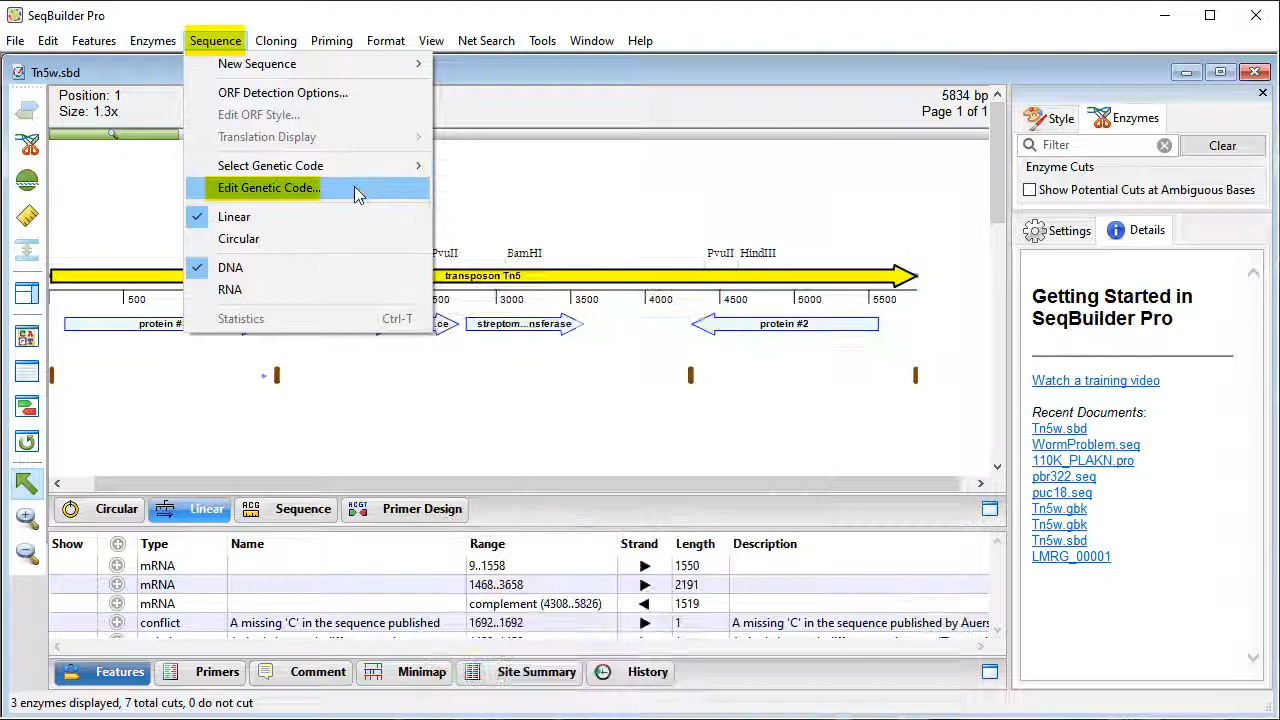 SeqBuilder Pro
File Edit Features Enzymes Sequence Cloning Priming Format View Net Search Tools Window Help
Tn5w.sbd
Position: 1
Size: 1.3x
5834 bp
Page 1 of 1
New Sequence
ORF Detection Options...
Edit ORF Style...
Translation Display
Select Genetic Code
Edit Genetic Code...
Linear
Circular
DNA
RNA
Statistics Ctrl-T
PvuII BamHI PvuII HindIII
transposon Tn5
500 3000 3500 4000 4500 5000 5500
streptom...nsferase protein #2
Circular Linear ACG Sequence ACGT Primer Design
Show Type Name Range Strand Length Description
mRNA 9..1558 1550
mRNA 1468..3658 2191
mRNA complement (4308..5826) 1519
conflict A missing 'C' in the sequence published 1692..1692 1 A missing 'C' in the sequence published by Auers
Features Primers Comment Minimap Site Summary History
3 enzymes displayed, 7 total cuts, 0 do not cut
Style Enzymes
Filter Clear
Enzyme Cuts
Show Potential Cuts at Ambiguous Bases
Settings Details
Getting Started in
SeqBuilder Pro
Watch a training video
Recent Documents:
Tn5w.sbd
WormProblem.seq
110K_PLAKN.pro
pbr322.seq
puc18.seq
Tn5w.gbk
Tn5w.gbk
Tn5w.sbd
LMRG_00001